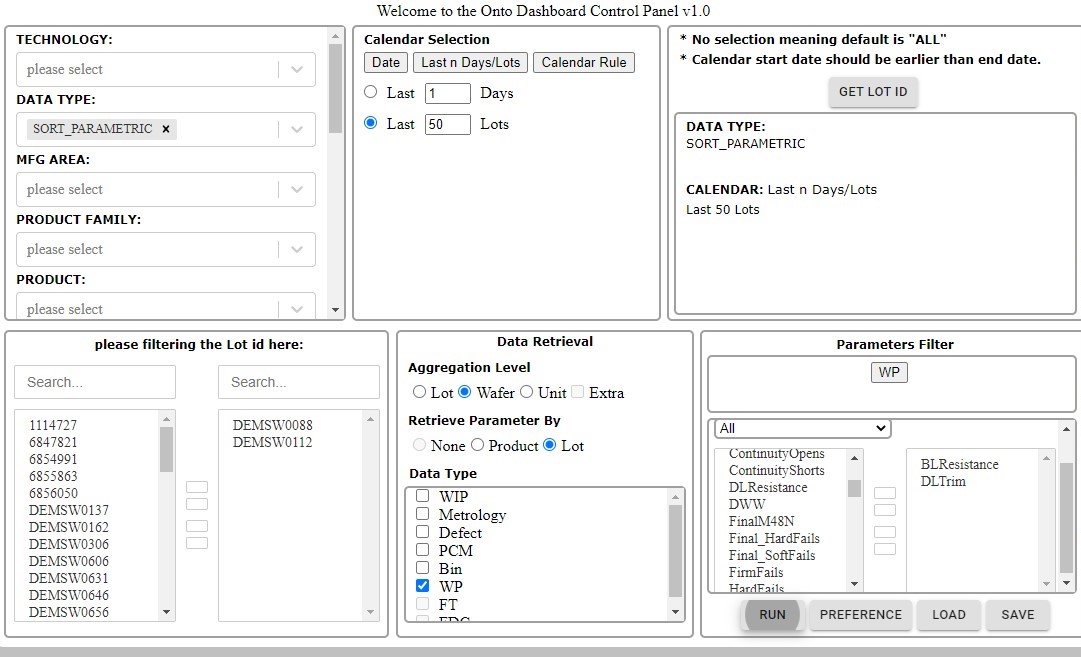 Welcome to the Onto Dashboard Control Panel v1.0
TECHNOLOGY:
please select
DATA TYPE:
SORT_PARAMETRIC ×
MFG AREA:
please select
PRODUCT FAMILY:
please select
PRODUCT:
please select
Calendar Selection
Date Last n Days/Lots Calendar Rule
Last 1 Days
Last 50 Lots
* No selection meaning default is "ALL"
* Calendar start date should be earlier than end date.
GET LOT ID
DATA TYPE:
SORT_PARAMETRIC
CALENDAR: Last n Days/Lots
Last 50 Lots
please filtering the Lot id here:
Search...
1114727
6847821
6854991
6855863
6856050
DEMSW0137
DEMSW0162
DEMSW0306
DEMSW0606
DEMSW0631
DEMSW0646
DEMSW0656
Search...
DEMSW0088
DEMSW0112
Data Retrieval
Aggregation Level
Lot Wafer Unit Extra
Retrieve Parameter By
None Product Lot
Data Type
WIP
Metrology
Defect
PCM
Bin
WP
FT
EDC
Parameters Filter
WP
All
ContinuityOpens
ContinuityShorts
DLResistance
DWW
FinalM48N
Final_HardFails
Final_SoftFails
FirmFails
HardFails
BLResistance
DLTrim
RUN PREFERENCE LOAD SAVE